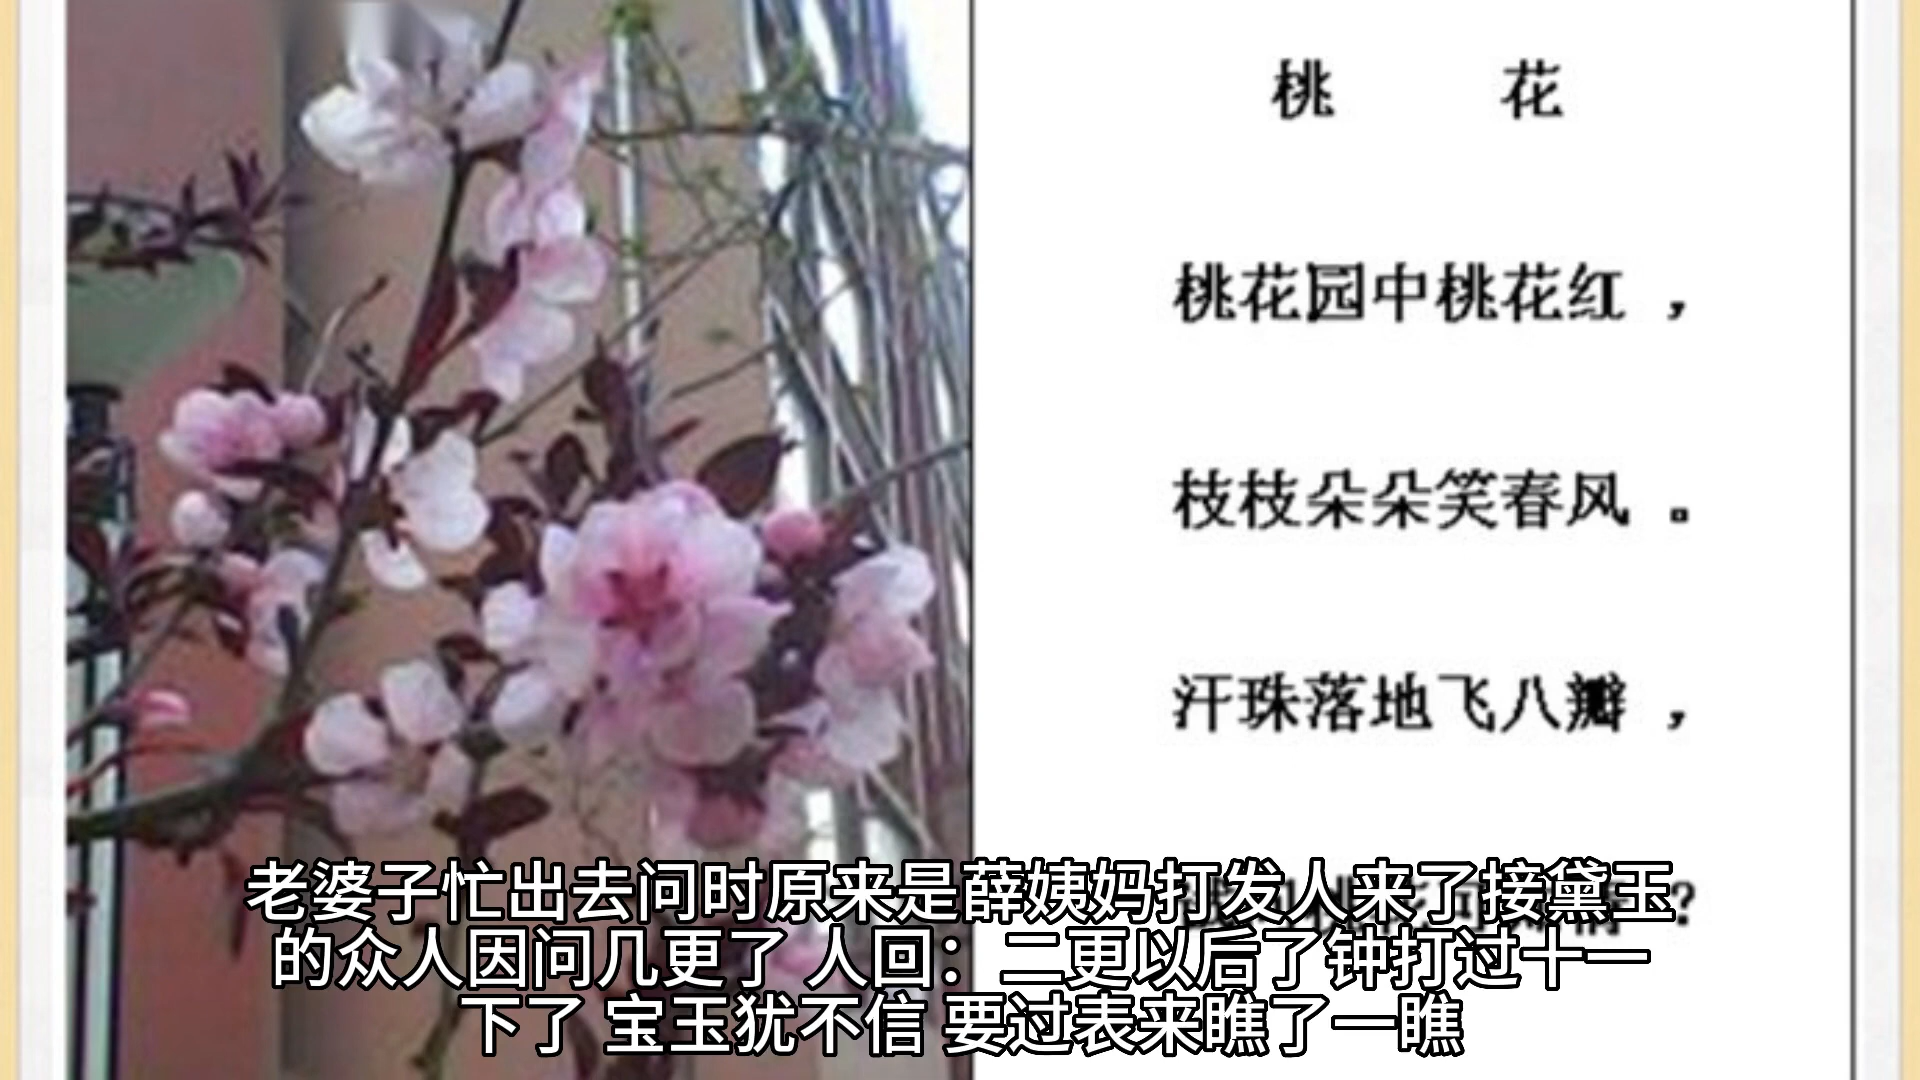 桃 花
桃花园中桃花红，
枝枝朵朵笑春风。
汗珠落地飞八瓣，
老婆子忙出去问时原来是薛姨妈打发人来了接黛玉
的众人因问几更了 人回：二更以后了钟打过十一
下了 宝玉犹不信 要过表来瞧了一瞧